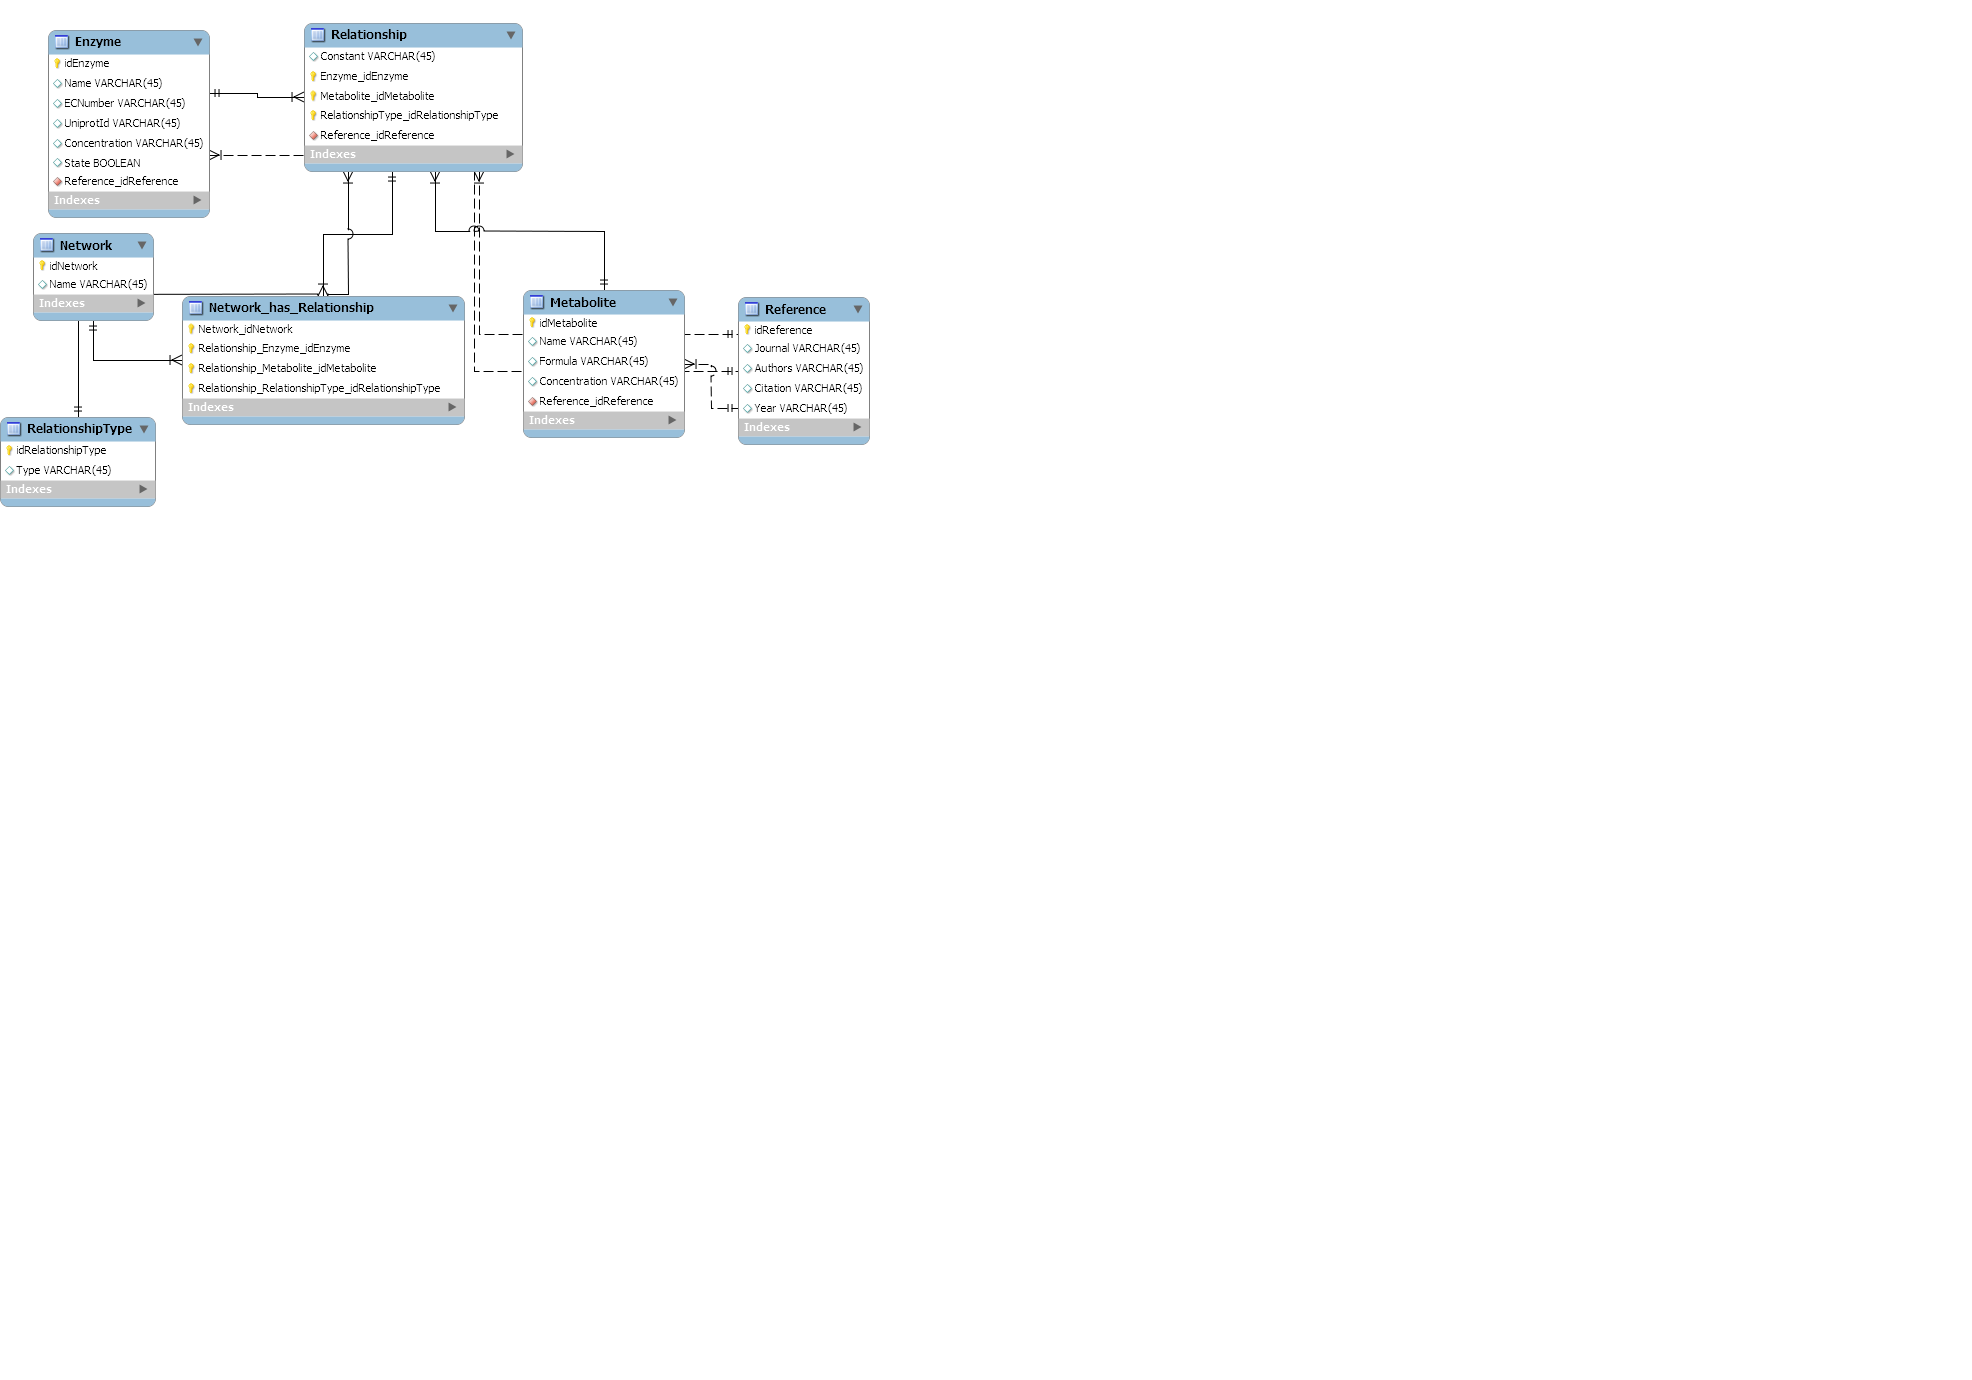 Enzyme
idEnzyme
Name VARCHAR(45)
ECNumber VARCHAR(45)
UniprotId VARCHAR(45)
Concentration VARCHAR(45)
State BOOLEAN
Reference_idReference
Indexes
Relationship
Constant VARCHAR(45)
Enzyme_idEnzyme
Metabolite_idMetabolite
RelationshipType_idRelationshipType
Reference_idReference
Indexes
Network
idNetwork
Name VARCHAR(45)
Indexes
Network_has_Relationship
Network_idNetwork
Relationship_Enzyme_idEnzyme
Relationship_Metabolite_idMetabolite
Relationship_RelationshipType_idRelationshipType
Indexes
Metabolite
idMetabolite
Name VARCHAR(45)
Formula VARCHAR(45)
Concentration VARCHAR(45)
Reference_idReference
Indexes
Reference
idReference
Journal VARCHAR(45)
Authors VARCHAR(45)
Citation VARCHAR(45)
Year VARCHAR(45)
Indexes
RelationshipType
idRelationshipType
Type VARCHAR(45)
Indexes